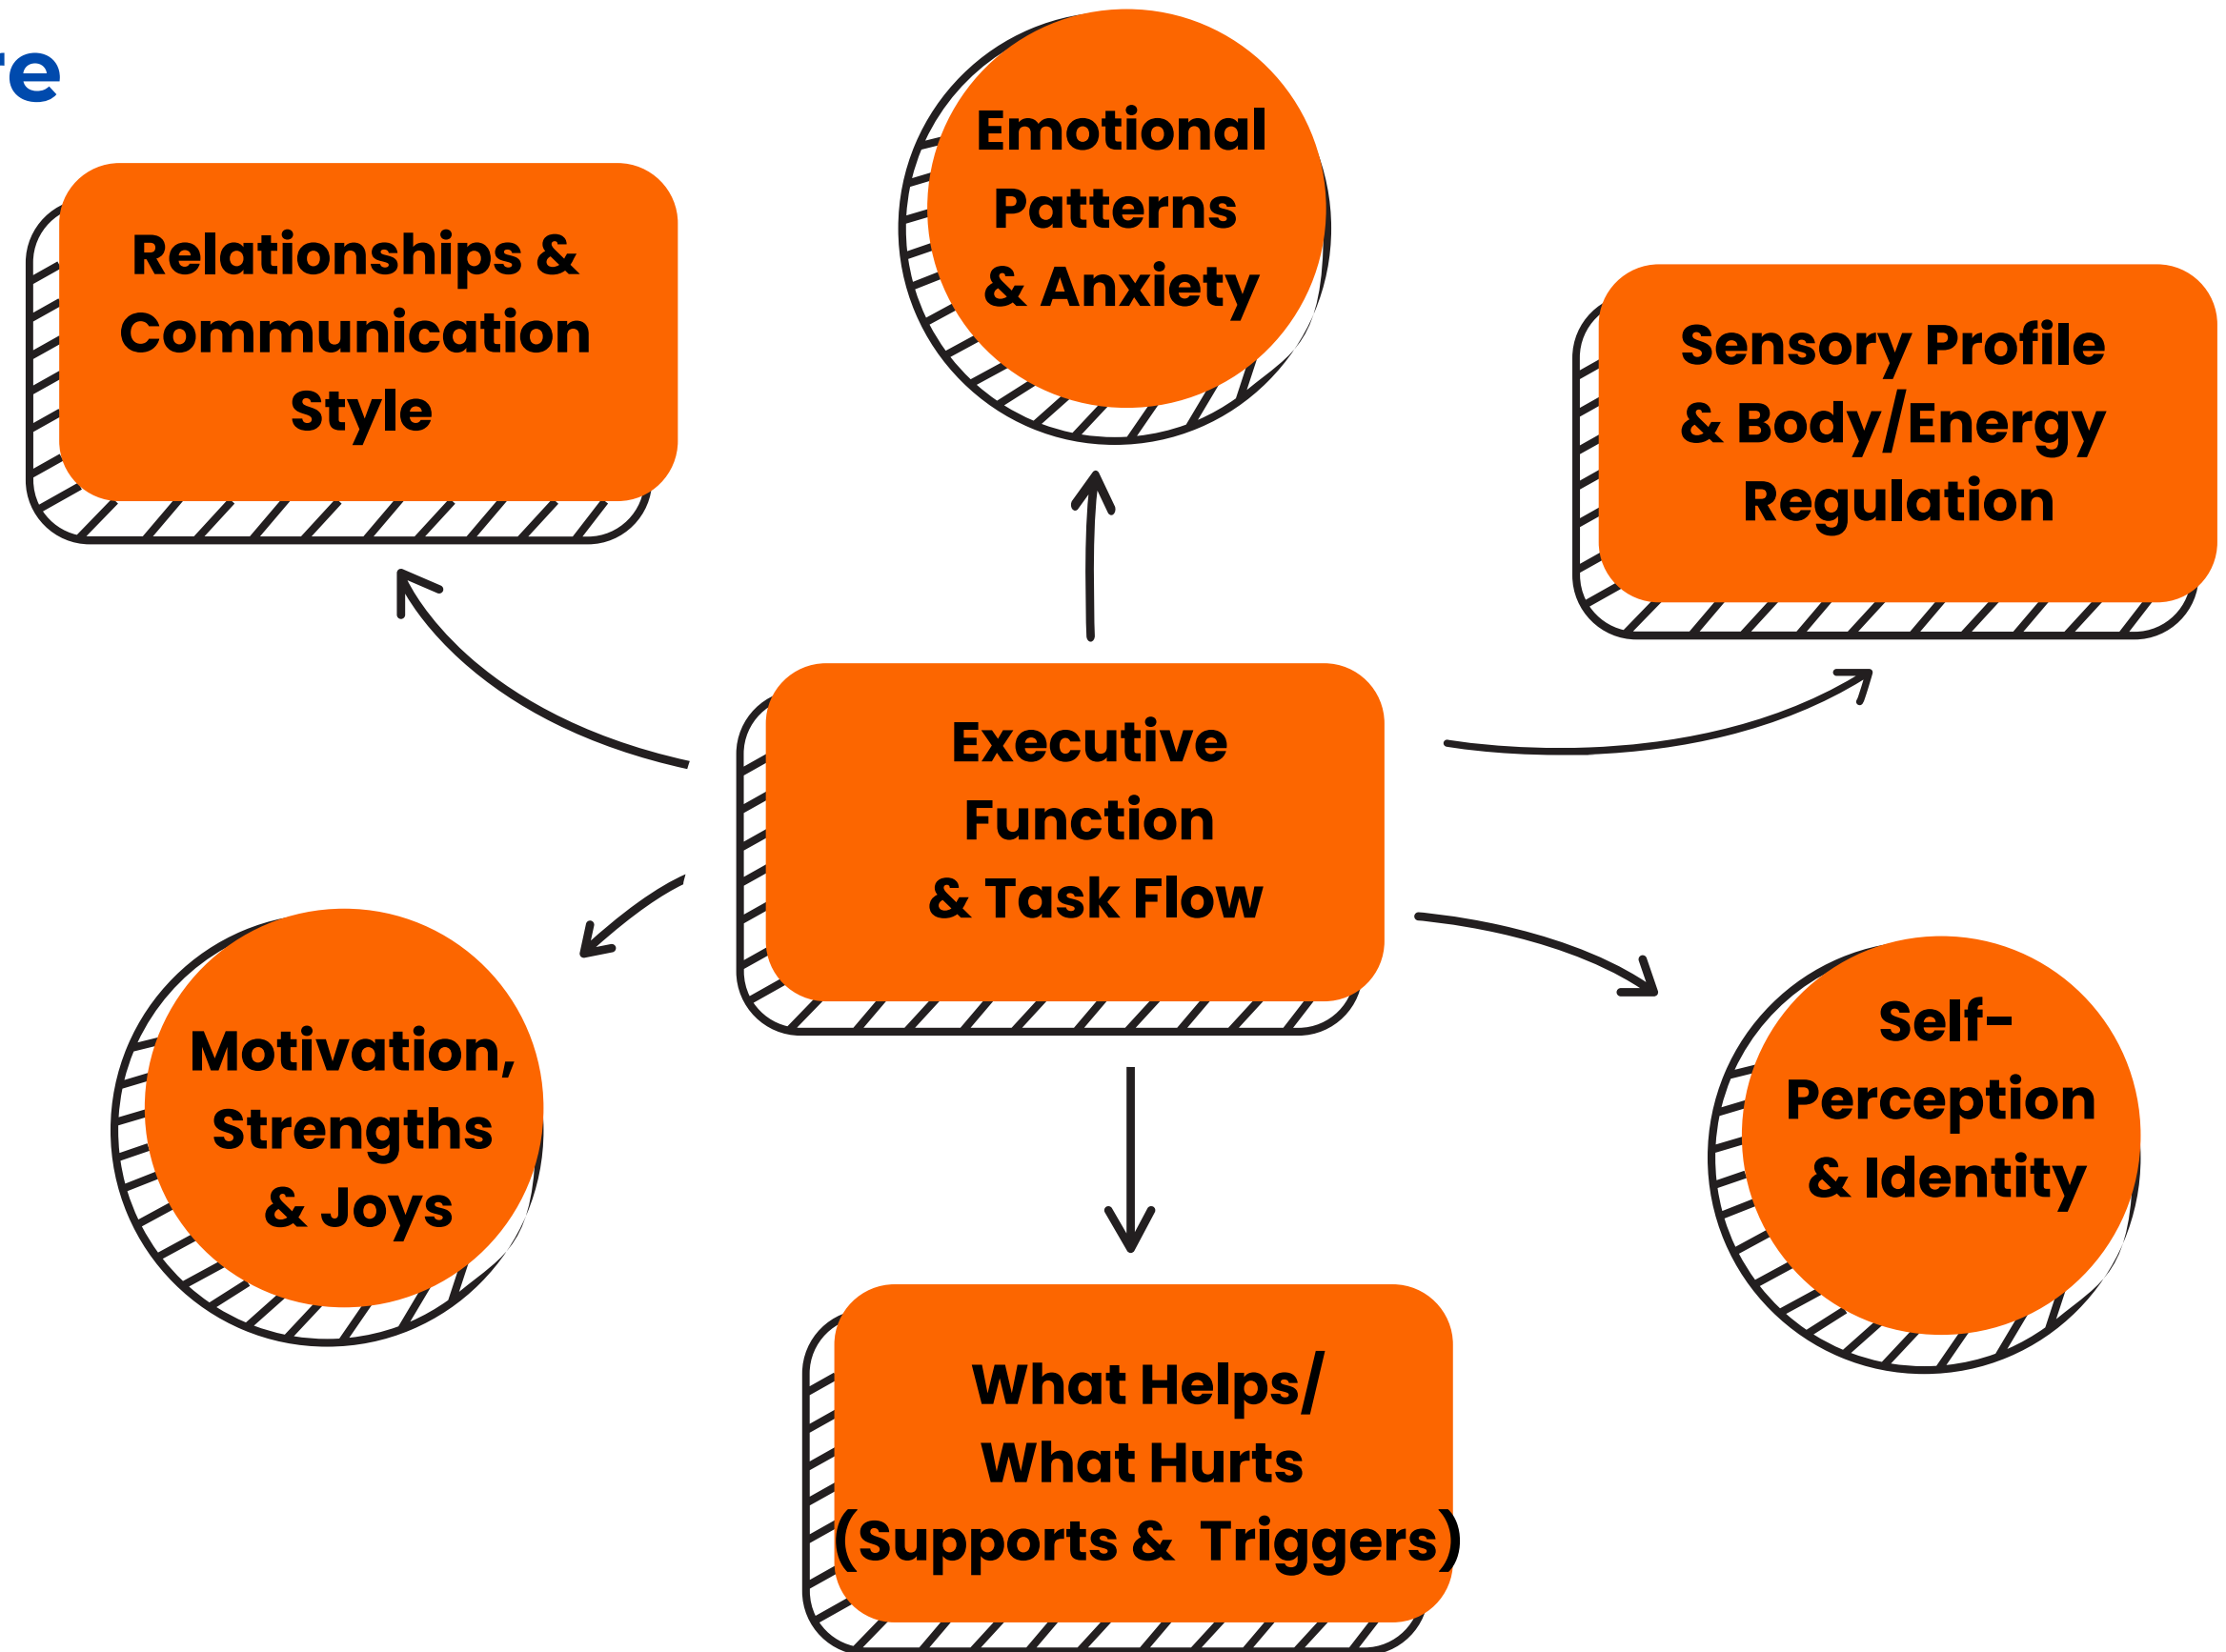 re
Emotional
Patterns
& Anxiety
Relationships &
Communication
Style
Sensory Profile
& Body/Energy
Regulation
Executive
Function
& Task Flow
Motivation,
Strengths
& Joys
Self-
Perception
& Identity
What Helps/
What Hurts
(Supports &  Triggers)